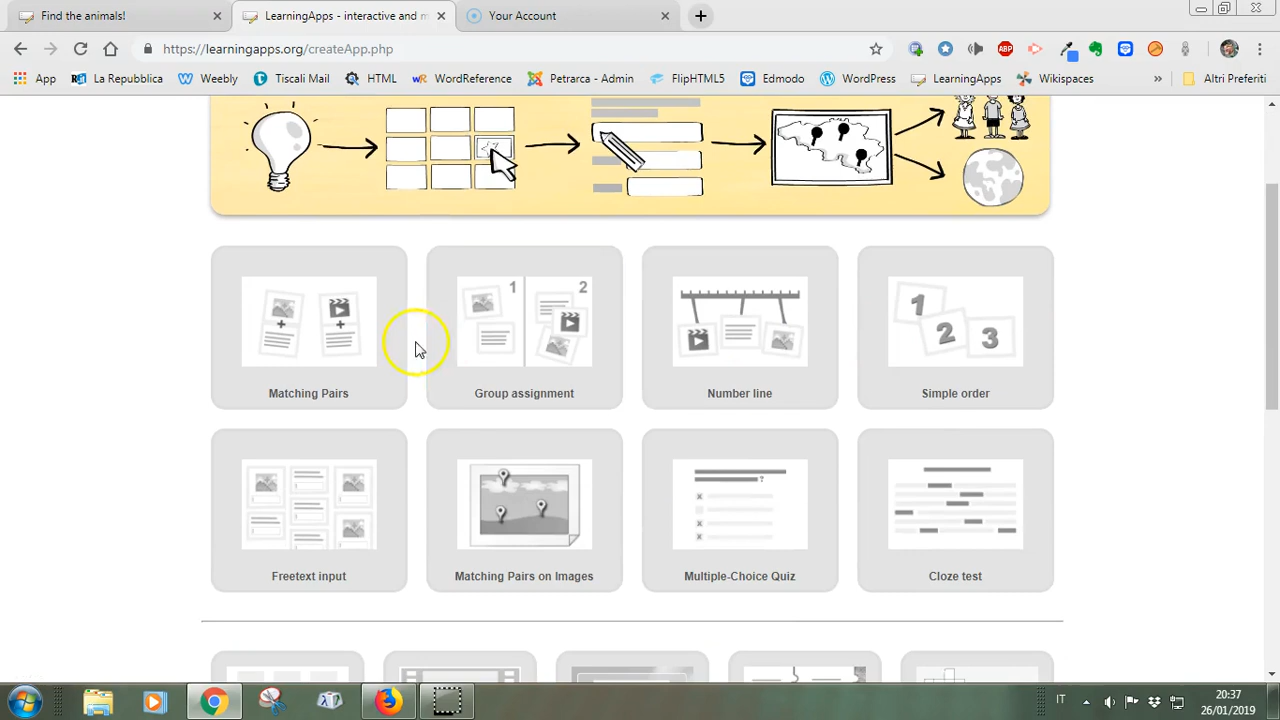 Find the animals!
LearningApps - interactive and m
Your Account
https://learningapps.org/createApp.php
App
La Repubblica
Weebly
Tiscali Mail
HTML
WordReference
Petrarca - Admin
FlipHTML5
Edmodo
WordPress
LearningApps
Wikispaces
»
Altri Preferiti
ABP
1
2
1
2
3
Matching Pairs
Group assignment
Number line
Simple order
?
Freetext input
Matching Pairs on Images
Multiple-Choice Quiz
Cloze test
IT
20:37
26/01/2019